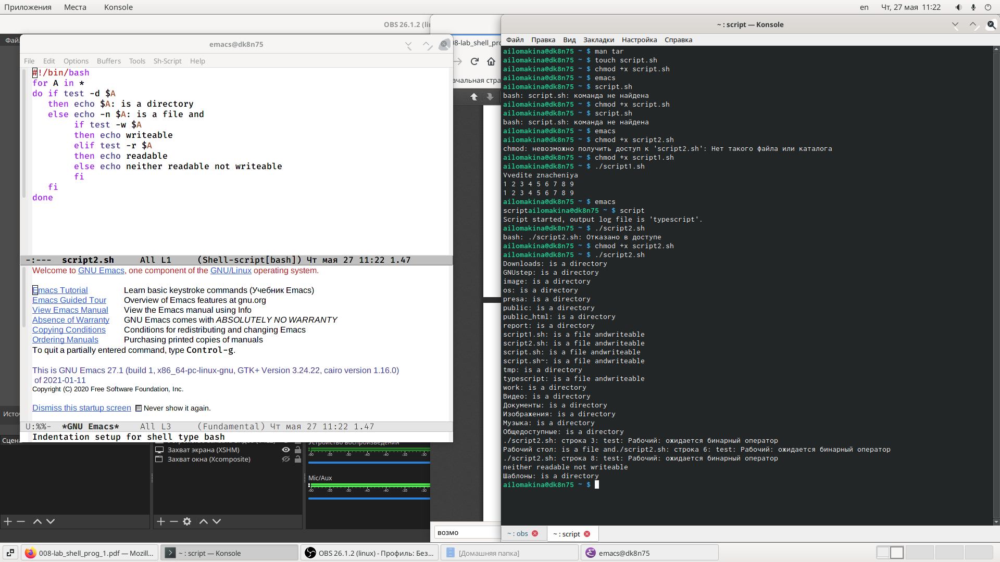 Приложения Места Konsole en Чт, 27 мая 11:22
OBS 26.1.2 (lin
Фай
emacs@dk8n75
File Edit Options Buffers Tools Sh-Script Help
#!/bin/bash
for A in *
do if test -d $A
then echo $A: is a directory
else echo -n $A: is a file and
if test -w $A
then echo writeable
elif test -r $A
then echo readable
else echo neither readable not writeable
fi
fi
done
-:--- script2.sh All L1 (Shell-script[bash]) Чт мая 27 11:22 1.47
Welcome to GNU Emacs, one component of the GNU/Linux operating system.
Emacs Tutorial Learn basic keystroke commands (Учебник Emacs)
Emacs Guided Tour Overview of Emacs features at gnu.org
View Emacs Manual View the Emacs manual using Info
Absence of Warranty GNU Emacs comes with ABSOLUTELY NO WARRANTY
Copying Conditions Conditions for redistributing and changing Emacs
Ordering Manuals Purchasing printed copies of manuals
To quit a partially entered command, type Control-g.
This is GNU Emacs 27.1 (build 1, x86_64-pc-linux-gnu, GTK+ Version 3.24.22, cairo version 1.16.0)
of 2021-01-11
Copyright (C) 2020 Free Software Foundation, Inc.
Dismiss this startup screen Never show it again.
U:%%- *GNU Emacs* All L3 (Fundamental) Чт мая 27 11:22 1.47
Indentation setup for shell type bash
Источ
Сцен
Захват экрана (XSHM)
Захват окна (Xcomposite)
Устройство воспроизведения
-60 -55 -50 -45 -40 -35 -30
Mic/Aux
-60 -55 -50 -45 -40 -35 -30
08-lab_shell_pro
ачальная стра
возмо
~ : script — Konsole
Файл Правка Вид Закладки Настройка Справка
ailomakina@dk8n75 ~ $ man tar
ailomakina@dk8n75 ~ $ touch script.sh
ailomakina@dk8n75 ~ $ chmod +x script.sh
ailomakina@dk8n75 ~ $ emacs
ailomakina@dk8n75 ~ $ script.sh
bash: script.sh: команда не найдена
ailomakina@dk8n75 ~ $ chmod +x script.sh
ailomakina@dk8n75 ~ $ script.sh
bash: script.sh: команда не найдена
ailomakina@dk8n75 ~ $ emacs
ailomakina@dk8n75 ~ $ chmod +x script2.sh
chmod: невозможно получить доступ к 'script2.sh': Нет такого файла или каталога
ailomakina@dk8n75 ~ $ chmod +x script1.sh
ailomakina@dk8n75 ~ $ ./script1.sh
Vvedite znacheniya
1 2 3 4 5 6 7 8 9
1 2 3 4 5 6 7 8 9
ailomakina@dk8n75 ~ $ emacs
scriptailomakina@dk8n75 ~ $ script
Script started, output log file is 'typescript'.
ailomakina@dk8n75 ~ $ ./script2.sh
bash: ./script2.sh: Отказано в доступе
ailomakina@dk8n75 ~ $ chmod +x script2.sh
ailomakina@dk8n75 ~ $ ./script2.sh
Downloads: is a directory
GNUstep: is a directory
image: is a directory
os: is a directory
presa: is a directory
public: is a directory
public_html: is a directory
report: is a directory
script1.sh: is a file andwriteable
script2.sh: is a file andwriteable
script.sh: is a file andwriteable
script.sh~: is a file andwriteable
tmp: is a directory
typescript: is a file andwriteable
work: is a directory
Видео: is a directory
Документы: is a directory
Изображения: is a directory
Музыка: is a directory
Общедоступные: is a directory
./script2.sh: строка 3: test: Рабочий: ожидается бинарный оператор
Рабочий стол: is a file and./script2.sh: строка 6: test: Рабочий: ожидается бинарный оператор
./script2.sh: строка 8: test: Рабочий: ожидается бинарный оператор
neither readable not writeable
Шаблоны: is a directory
ailomakina@dk8n75 ~ $
~ : obs ~ : script
008-lab_shell_prog_1.pdf — Mozill... ~ : script — Konsole OBS 26.1.2 (linux) - Профиль: Без... [Домашняя папка] emacs@dk8n75